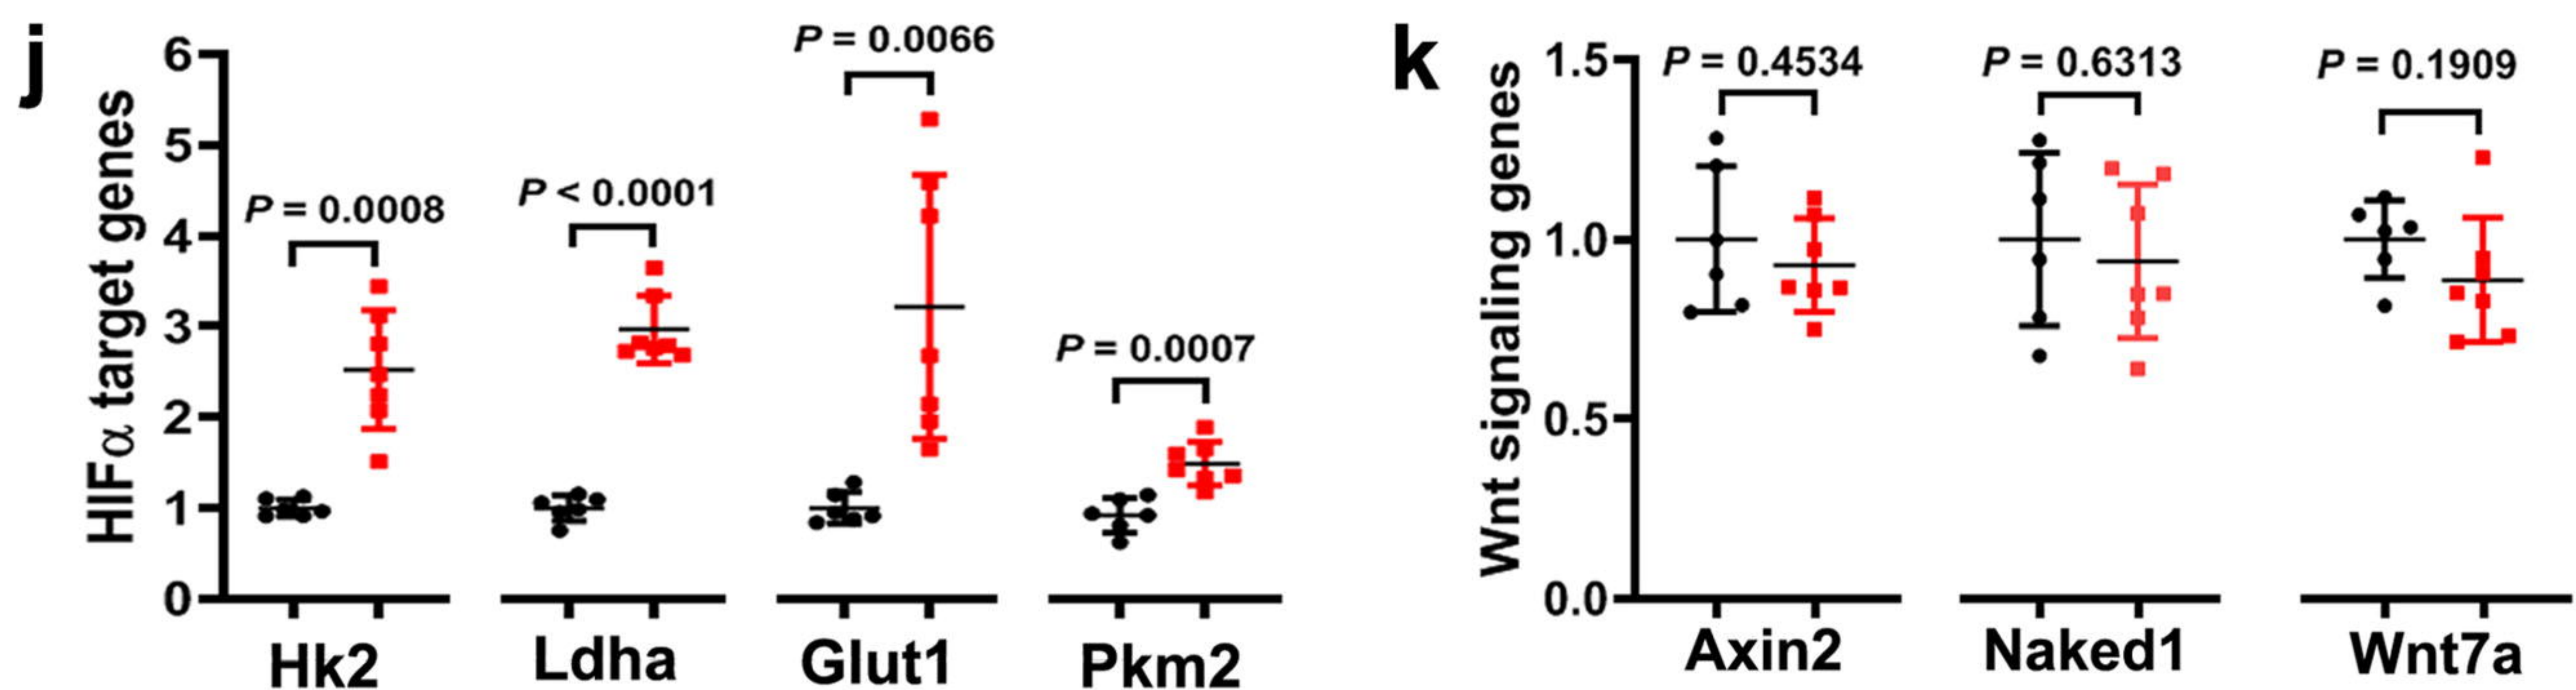 j
HIFα target genes
6
5
4
3
2
1
0
P = 0.0008
P < 0.0001
P = 0.0066
P = 0.0007
Hk2
Ldha
Glut1
Pkm2
k
Wnt signaling genes
1.5
1.0
0.5
0.0
P = 0.4534
P = 0.6313
P = 0.1909
Axin2
Naked1
Wnt7a